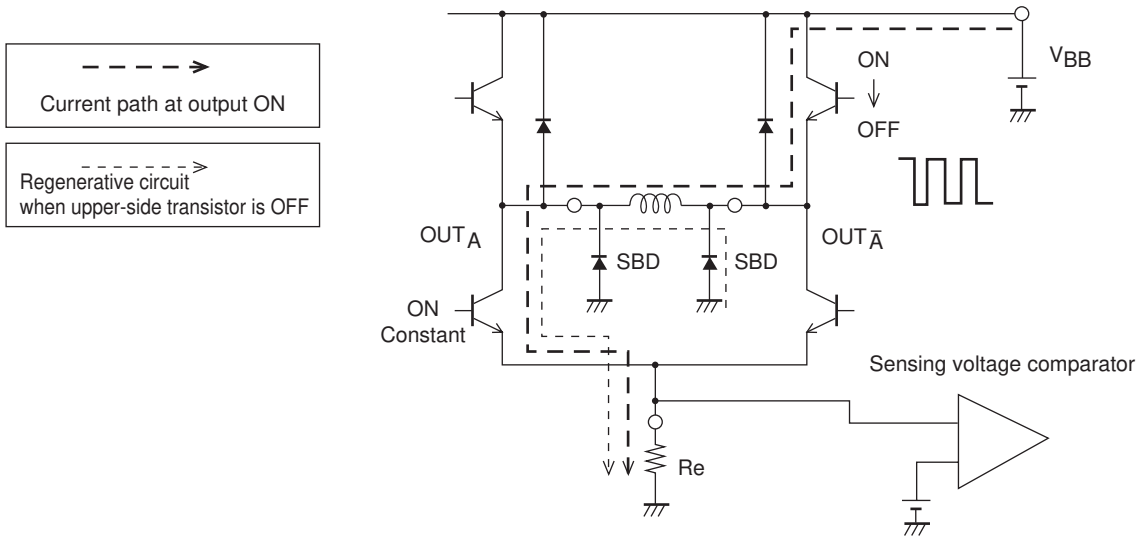 Current path at output ON
Regenerative circuit
when upper-side transistor is OFF
ON
OFF
VBB
OUTA
OUTA̅
SBD
SBD
ON
Constant
Sensing voltage comparator
Re